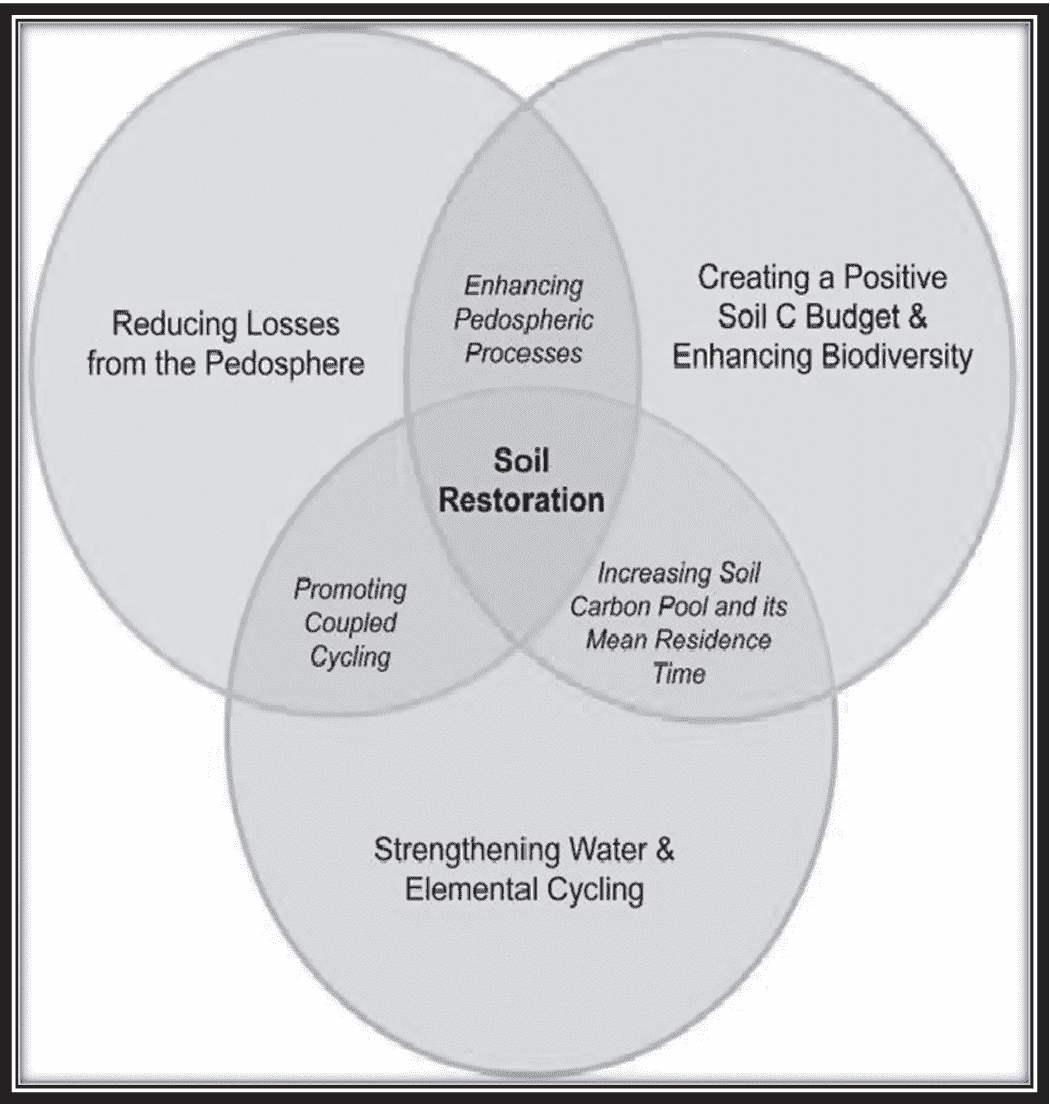 Reducing Losses
from the Pedosphere
Enhancing
Pedospheric
Processes
Creating a Positive
Soil C Budget &
Enhancing Biodiversity
Soil
Restoration
Promoting
Coupled
Cycling
Increasing Soil
Carbon Pool and its
Mean Residence
Time
Strengthening Water &
Elemental Cycling